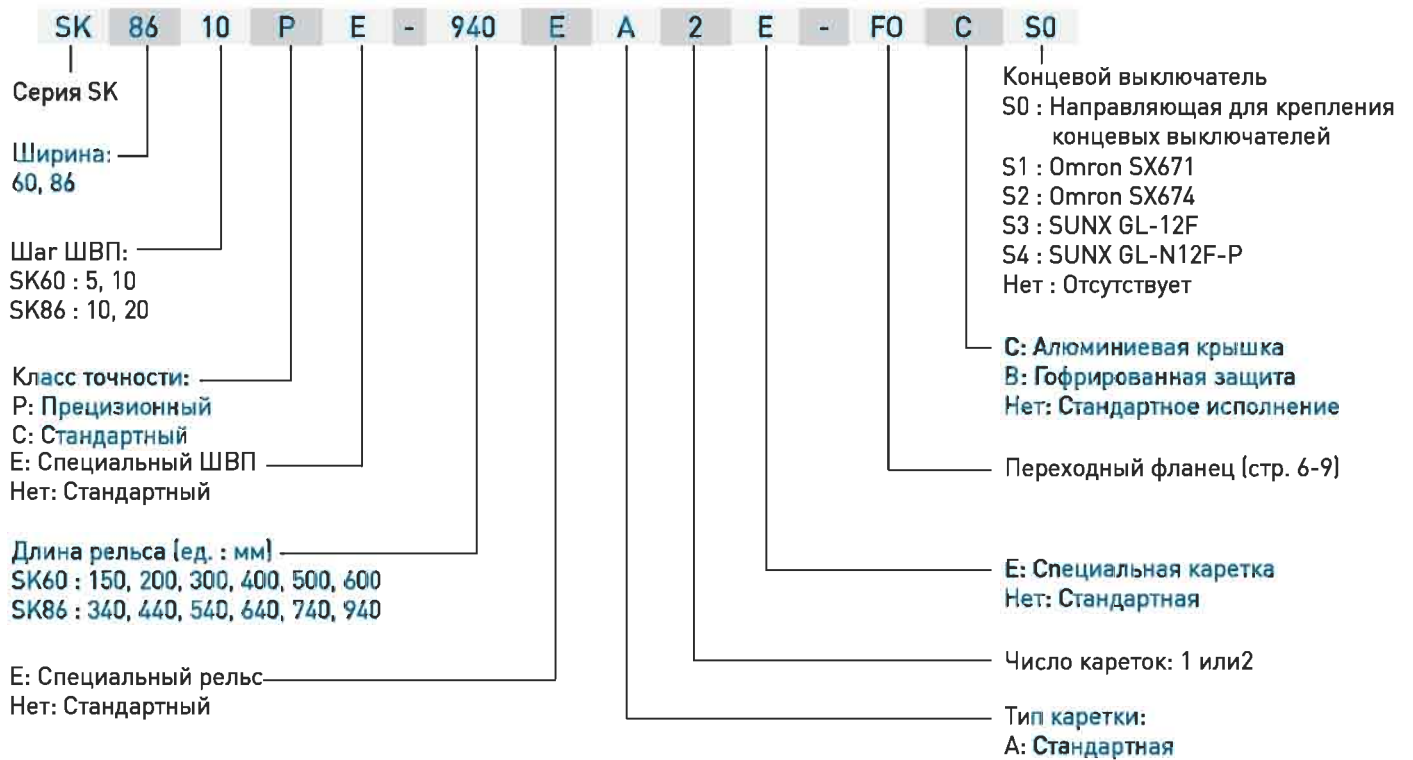 SK 86 10 P E - 940 E A 2 E - F0 C S0
Серия SK
Ширина:
60, 86
Шаг ШВП:
SK60 : 5, 10
SK86 : 10, 20
Класс точности:
P: Прецизионный
C: Стандартный
E: Специальный ШВП
Нет: Стандартный
Длина рельса (ед. : мм)
SK60 : 150, 200, 300, 400, 500, 600
SK86 : 340, 440, 540, 640, 740, 940
E: Специальный рельс
Нет: Стандартный
Концевой выключатель
S0 : Направляющая для крепления
концевых выключателей
S1 : Omron SX671
S2 : Omron SX674
S3 : SUNX GL-12F
S4 : SUNX GL-N12F-P
Нет : Отсутствует
C: Алюминиевая крышка
B: Гофрированная защита
Нет: Стандартное исполнение
Переходный фланец (стр. 6-9)
E: Специальная каретка
Нет: Стандартная
Число кареток: 1 или2
Тип каретки:
A: Стандартная